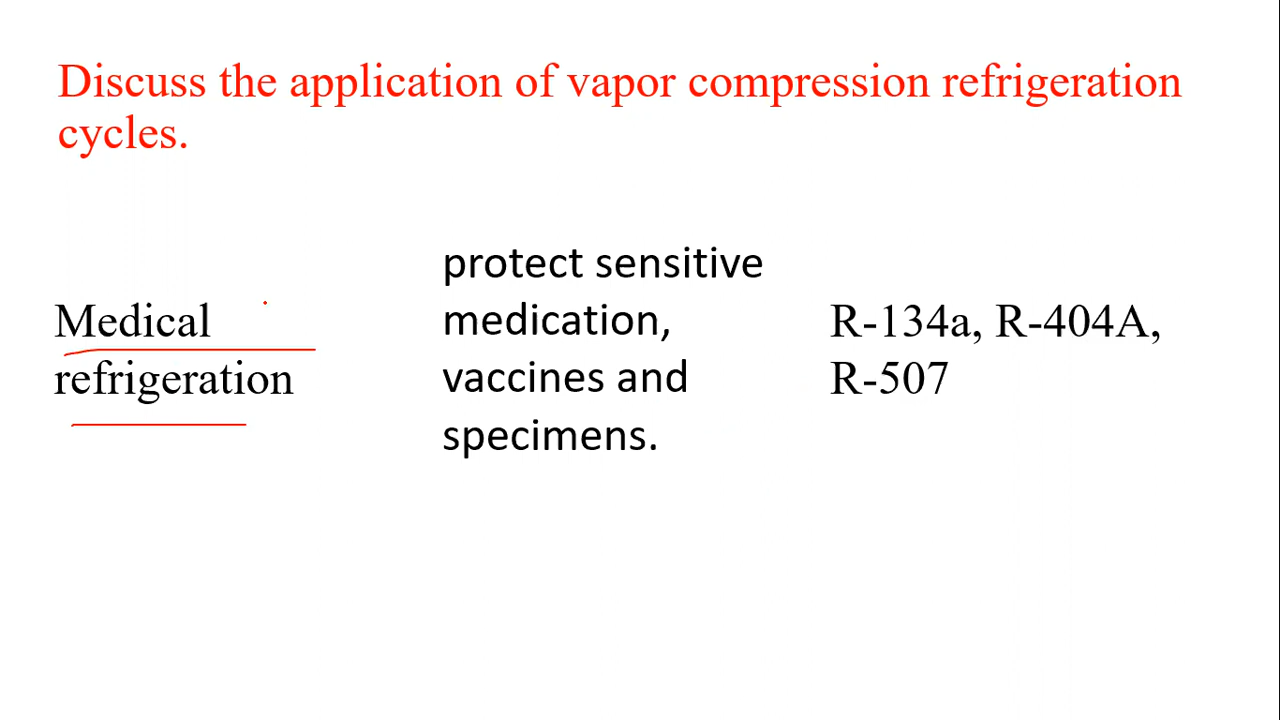 Discuss the application of vapor compression refrigeration
cycles.
Medical
refrigeration
protect sensitive
medication,
vaccines and
specimens.
R-134a, R-404A,
R-507